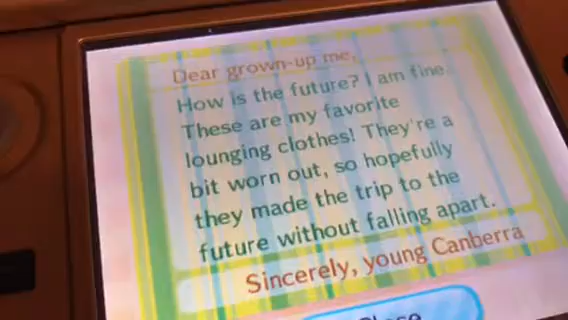 Dear grown-up me,
How is the future? I am fine.
These are my favorite
lounging clothes! They're a
bit worn out, so hopefully
they made the trip to the
future without falling apart.
Sincerely, young Canberra
Close